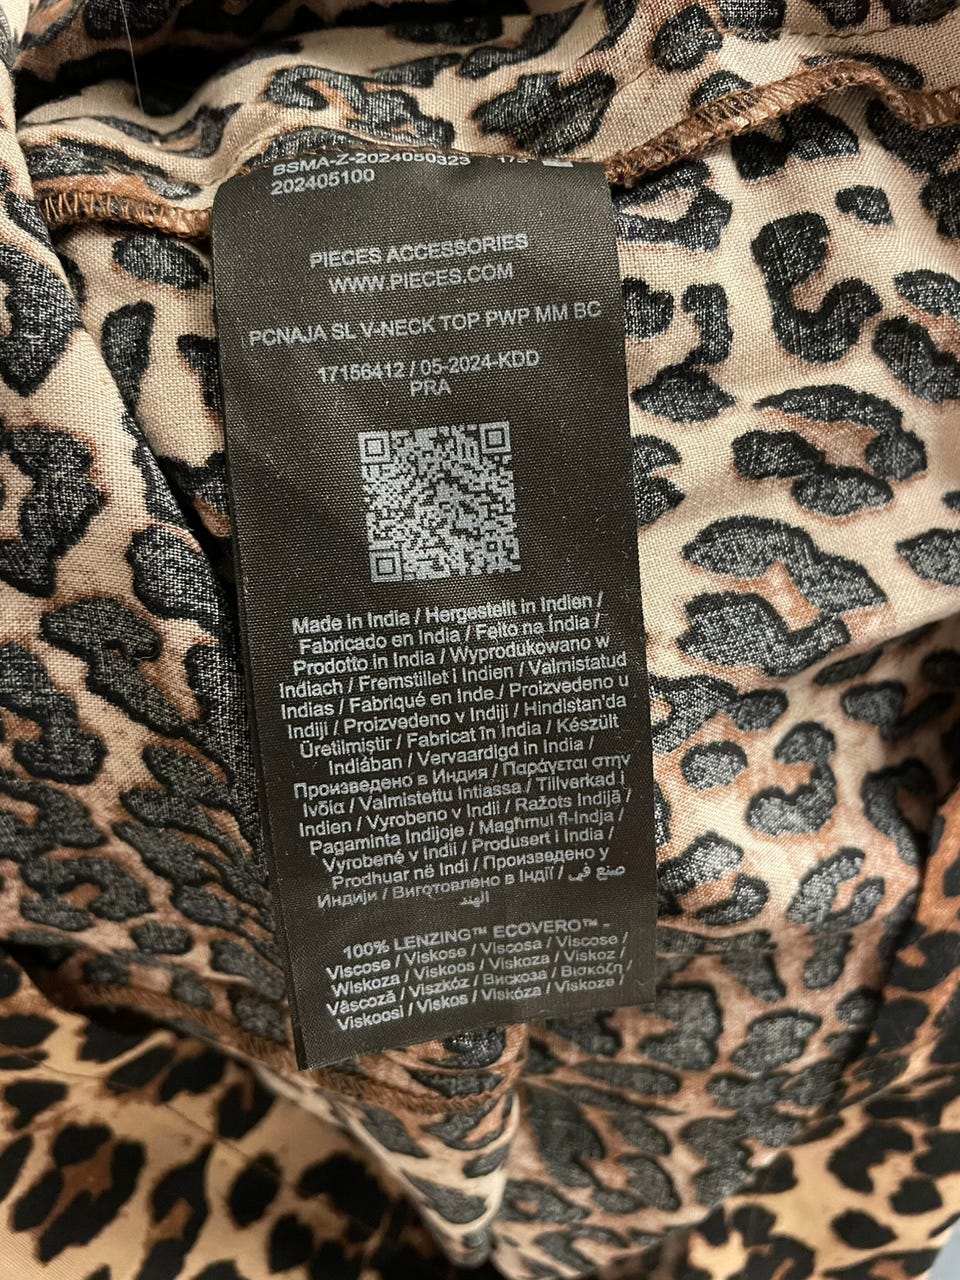 BSMA-Z-2024050323 175
202405100
PIECES ACCESSORIES
WWW.PIECES.COM
PCNAJA SL V-NECK TOP PWP MM BC
17156412 / 05-2024-KDD
PRA
Made in India / Hergestellt in Indien /
Fabricado en India / Feito na Índia /
Prodotto in India / Wyprodukowano w
Indiach / Fremstillet i Indien / Valmistatud
Indias / Fabriqué en Inde / Proizvedeno u
Indiji / Proizvedeno v Indiji / Hindistan'da
Üretilmiştir / Fabricat în India / Készült
Indiában / Vervaardigd in India /
Произведено в Индия / Παράγεται στην
Ινδία / Valmistettu Intiassa / Tillverkad i
Indien / Vyrobeno v Indii / Ražots Indijā /
Pagaminta Indijoje / Magħmul fl-Indja /
Vyrobené v Indii / Produsert i India /
Prodhuar në Indi / Произведено у
Индији / Виготовлено в Індії / صنع في
الهند
100% LENZING™ ECOVERO™ -
Viscose / Viskose / Viscosa / Viscose /
Wiskoza / Viskoos / Viskoza / Viskoz /
Vâscoză / Viszkóz / Вискоза / Βισκόζη /
Viskoosi / Viskos / Viskóza / Viskoze /